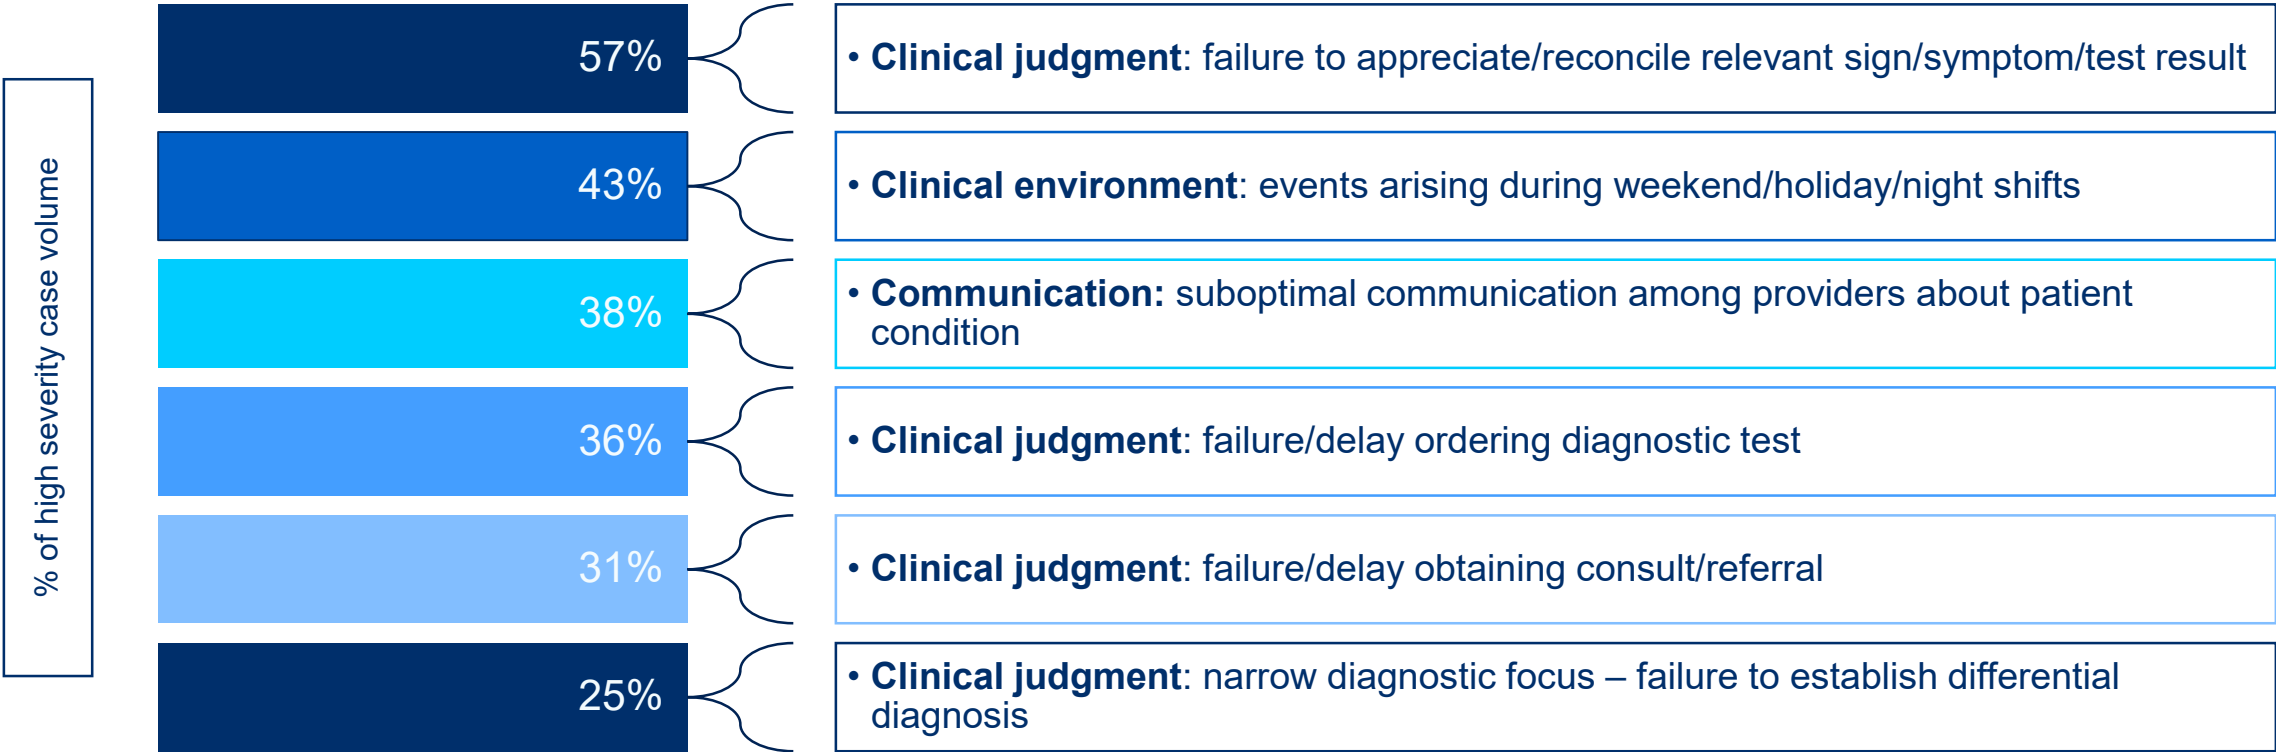 % of high severity case volume
57%
• Clinical judgment: failure to appreciate/reconcile relevant sign/symptom/test result
43%
• Clinical environment: events arising during weekend/holiday/night shifts
38%
• Communication: suboptimal communication among providers about patient
condition
36%
• Clinical judgment: failure/delay ordering diagnostic test
31%
• Clinical judgment: failure/delay obtaining consult/referral
25%
• Clinical judgment: narrow diagnostic focus – failure to establish differential
diagnosis